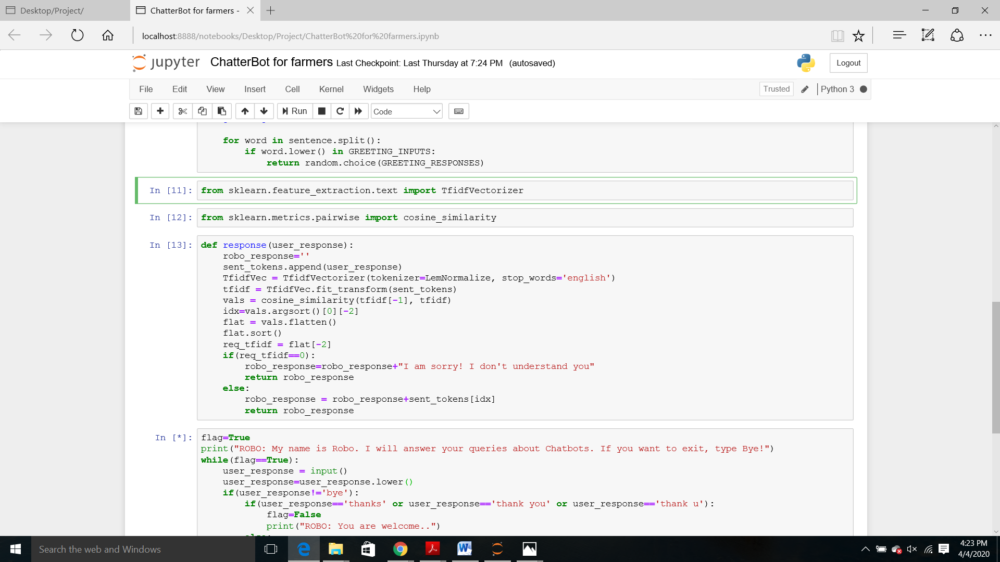 Desktop/Project/
ChatterBot for farmers -
localhost:8888/notebooks/Desktop/Project/ChatterBot%20for%20farmers.ipynb
jupyter ChatterBot for farmers Last Checkpoint: Last Thursday at 7:24 PM (autosaved)
Logout
File Edit View Insert Cell Kernel Widgets Help
Trusted
Python 3
Run
Code
for word in sentence.split():
if word.lower() in GREETING_INPUTS:
return random.choice(GREETING_RESPONSES)
In [11]: from sklearn.feature_extraction.text import TfidfVectorizer
In [12]: from sklearn.metrics.pairwise import cosine_similarity
In [13]: def response(user_response):
robo_response=''
sent_tokens.append(user_response)
TfidfVec = TfidfVectorizer(tokenizer=LemNormalize, stop_words='english')
tfidf = TfidfVec.fit_transform(sent_tokens)
vals = cosine_similarity(tfidf[-1], tfidf)
idx=vals.argsort()[0][-2]
flat = vals.flatten()
flat.sort()
req_tfidf = flat[-2]
if(req_tfidf==0):
robo_response=robo_response+"I am sorry! I don't understand you"
return robo_response
else:
robo_response = robo_response+sent_tokens[idx]
return robo_response
In [*]: flag=True
print("ROBO: My name is Robo. I will answer your queries about Chatbots. If you want to exit, type Bye!")
while(flag==True):
user_response = input()
user_response=user_response.lower()
if(user_response!='bye'):
if(user_response=='thanks' or user_response=='thank you' or user_response=='thank u'):
flag=False
print("ROBO: You are welcome..")
Search the web and Windows
4:23 PM
4/4/2020